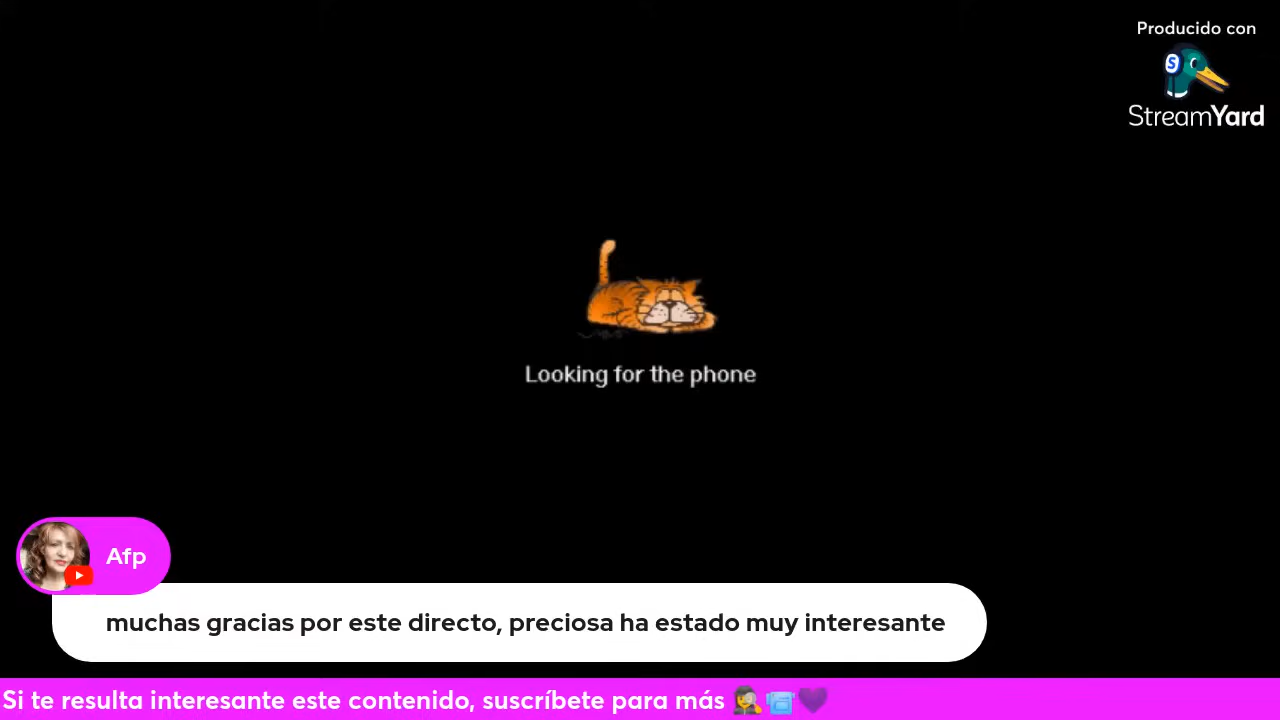 Producido con
StreamYard
Looking for the phone
Afp
muchas gracias por este directo, preciosa ha estado muy interesante
Si te resulta interesante este contenido, suscríbete para más 🕵️‍♀️📹💜